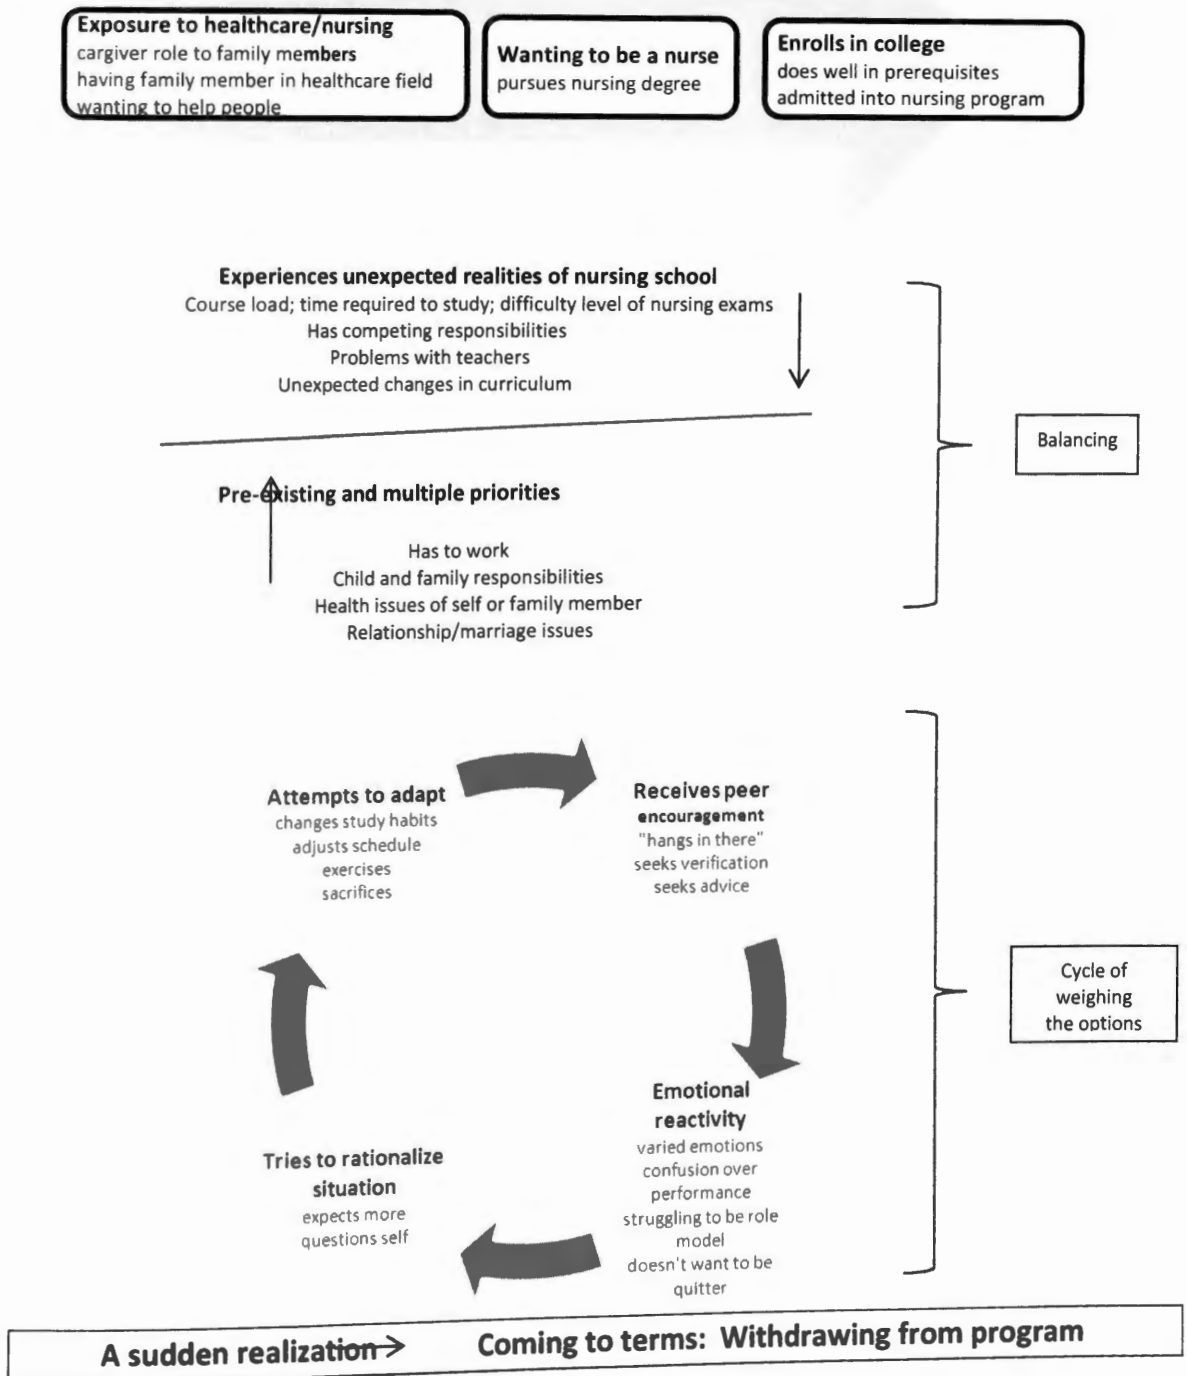 Exposure to healthcare/nursing
cargiver role to family members
having family member in healthcare field
wanting to help people
Wanting to be a nurse
pursues nursing degree
Enrolls in college
does well in prerequisites
admitted into nursing program
Experiences unexpected realities of nursing school
Course load; time required to study; difficulty level of nursing exams
Has competing responsibilities
Problems with teachers
Unexpected changes in curriculum
Balancing
Pre-existing and multiple priorities
Has to work
Child and family responsibilities
Health issues of self or family member
Relationship/marriage issues
Attempts to adapt
changes study habits
adjusts schedule
exercises
sacrifices
Receives peer
encouragement
"hangs in there"
seeks verification
seeks advice
Cycle of
weighing
the options
Emotional
reactivity
varied emotions
confusion over
performance
struggling to be role
model
doesn't want to be
quitter
Tries to rationalize
situation
expects more
questions self
A sudden realization→ Coming to terms: Withdrawing from program